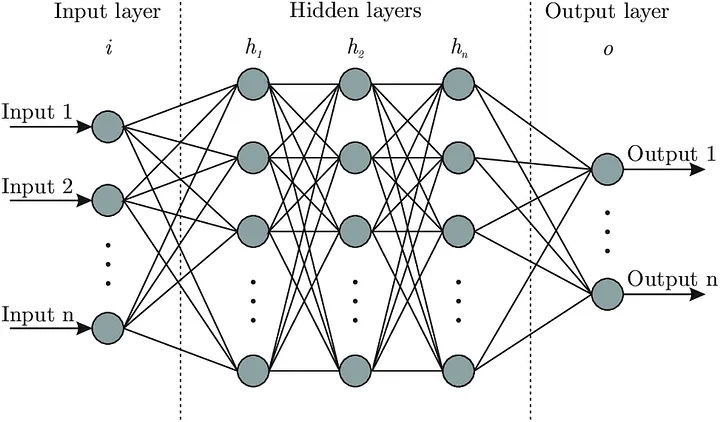 Input layer
Hidden layers
Output layer
i
h1
h2
hn
o
Input 1
Input 2
Input n
Output 1
Output n